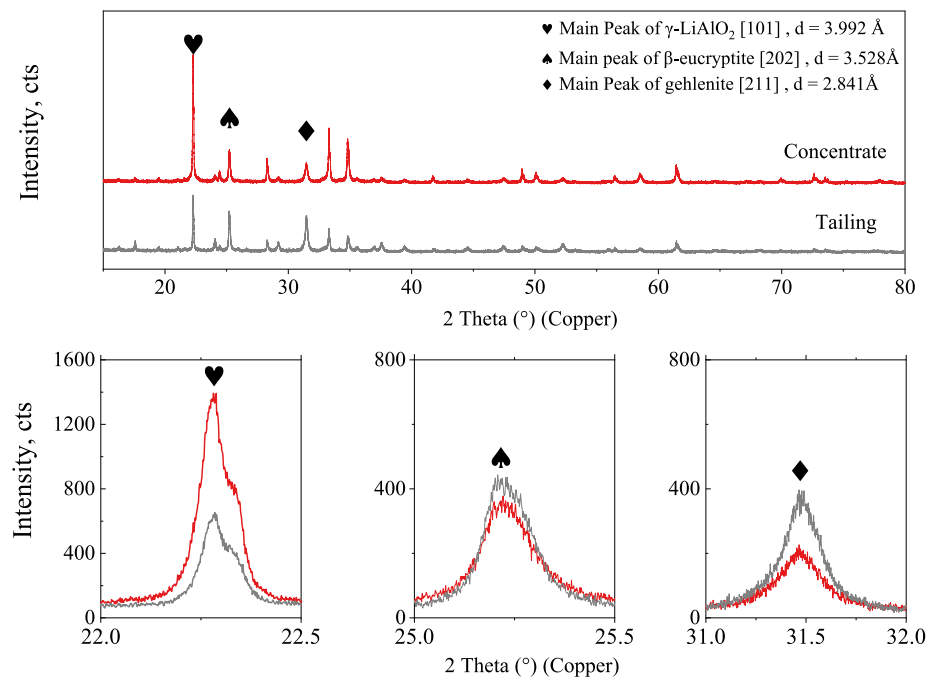 ♥ Main Peak of γ-LiAlO₂ [101] , d = 3.992 Å
♠ Main peak of β-eucryptite [202] , d = 3.528Å
♦ Main Peak of gehlenite [211] , d = 2.841Å
Intensity, cts
Concentrate
Tailing
20 30 40 50 60 70 80
2 Theta (°) (Copper)
Intensity, cts
1600
1200
800
400
0
22.0 22.5
800
400
0
25.0 25.5
800
400
0
31.0 31.5 32.0
2 Theta (°) (Copper)